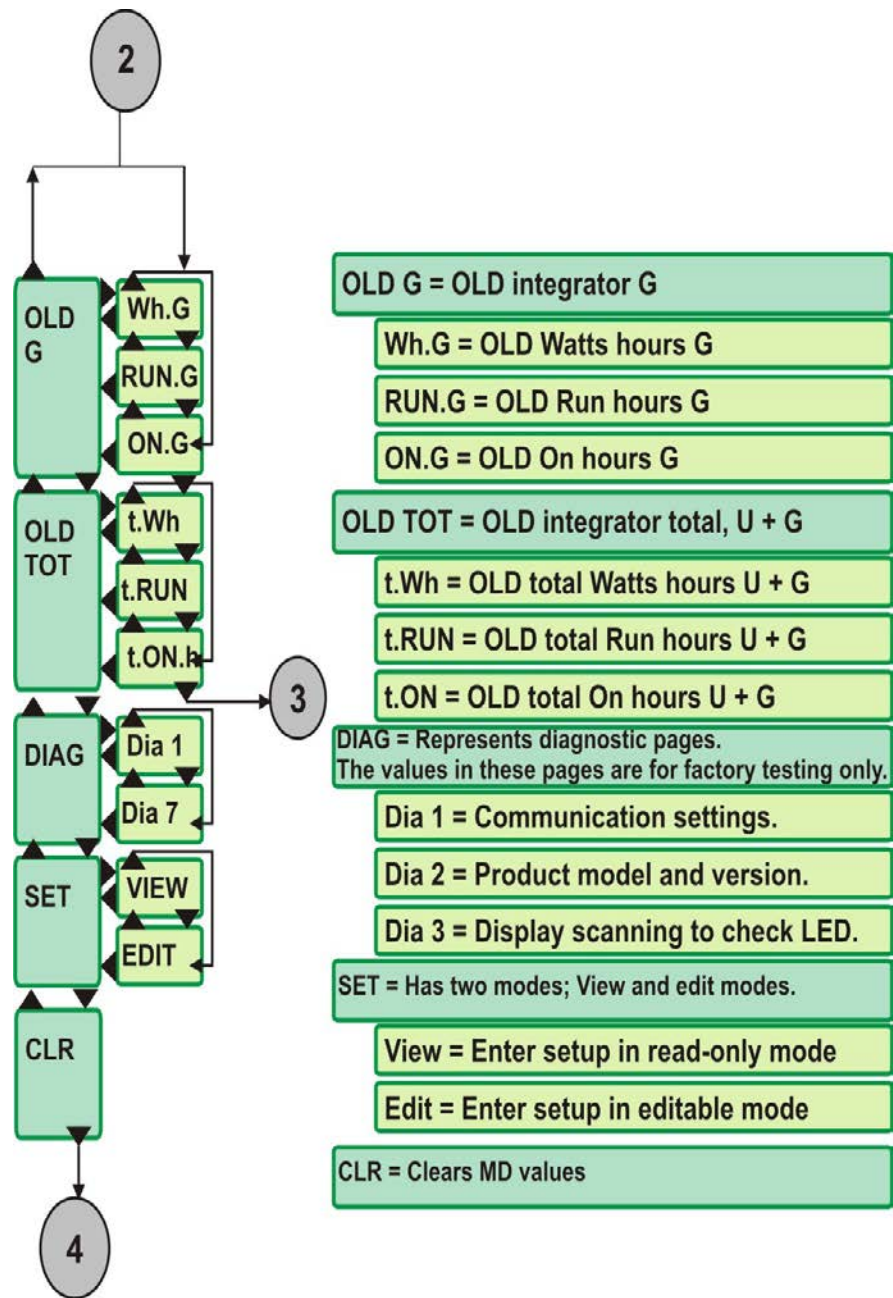 2
OLD
G
Wh.G
RUN.G
ON.G
OLD
TOT
t.Wh
t.RUN
t.ON.h
3
DIAG
Dia 1
Dia 7
SET
VIEW
EDIT
CLR
4
OLD G = OLD integrator G
Wh.G = OLD Watts hours G
RUN.G = OLD Run hours G
ON.G = OLD On hours G
OLD TOT = OLD integrator total, U + G
t.Wh = OLD total Watts hours U + G
t.RUN = OLD total Run hours U + G
t.ON = OLD total On hours U + G
DIAG = Represents diagnostic pages.
The values in these pages are for factory testing only.
Dia 1 = Communication settings.
Dia 2 = Product model and version.
Dia 3 = Display scanning to check LED.
SET = Has two modes; View and edit modes.
View = Enter setup in read-only mode
Edit = Enter setup in editable mode
CLR = Clears MD values